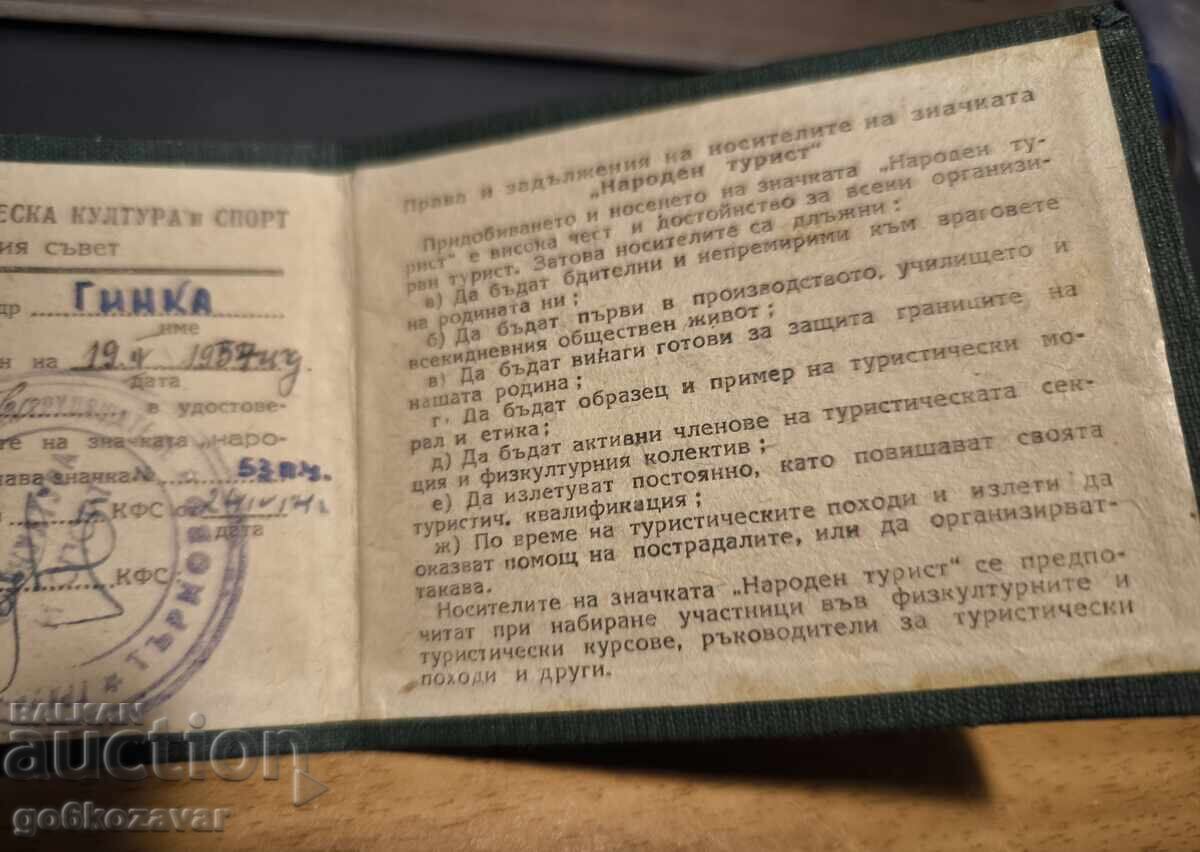 ЕСКА КУЛТУРА и СПОРТ
ИЯ СЪВЕТ
др ГИНКА
име
н на 19. 1937
дата
в удостове-
те на значката „наро-
ава значка №
КФС от
дата
КФС:
ТЪРНОВО
Права и задължения на носителите на значката
„Народен турист“
Придобиването и носенето на значката „Народен ту-
рист“ е висока чест и достойнство за всеки организи-
ран турист. Затова носителите са длъжни:
а) Да бъдат бдителни и непремирими към враговете
на родината ни;
б) Да бъдат първи в производството, училището и
всекидневния обществен живот;
в) Да бъдат винаги готови за защита границите на
нашата родина;
г. Да бъдат образец и пример на туристически мо-
рал и етика;
д) Да бъдат активни членове на туристическата сек-
ция и физкултурния колектив;
е) Да излетуват постоянно, като повишават своята
туристич. квалификация;
ж) По време на туристическите походи и излети да
оказват помощ на пострадалите, или да организират-
такава.
Носителите на значката „Народен турист“ се предпо-
читат при набиране участници във физкултурните и
туристически курсове, ръководители за туристически
походи и други.
BALKAN
auction
go6kozavar